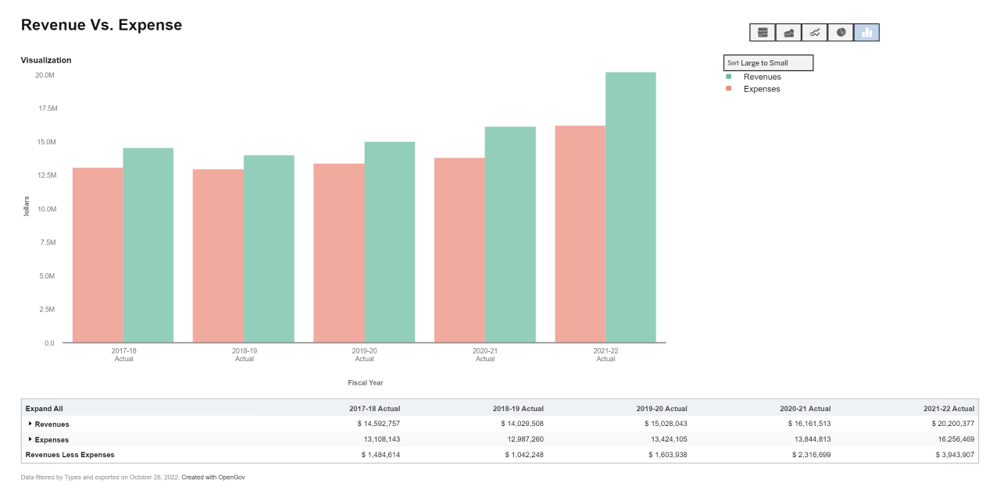 Revenue Vs. Expense
Visualization
Sort Large to Small
Revenues
Expenses
20.0M
17.5M
15.0M
12.5M
10.0M
7.5M
5.0M
2.5M
0.0
2017-18 2018-19 2019-20 2020-21 2021-22
Actual Actual Actual Actual Actual
Fiscal Year
Expand All 2017-18 Actual 2018-19 Actual 2019-20 Actual 2020-21 Actual 2021-22 Actual
Revenues $ 14,592,757 $ 14,029,508 $ 15,028,043 $ 16,161,513 $ 20,200,377
Expenses 13,108,143 12,987,260 13,424,105 13,844,813 16,256,469
Revenues Less Expenses $ 1,484,614 $ 1,042,248 $ 1,603,938 $ 2,316,699 $ 3,943,907
Data filtered by Types and exported on October 28, 2022. Created with OpenGov